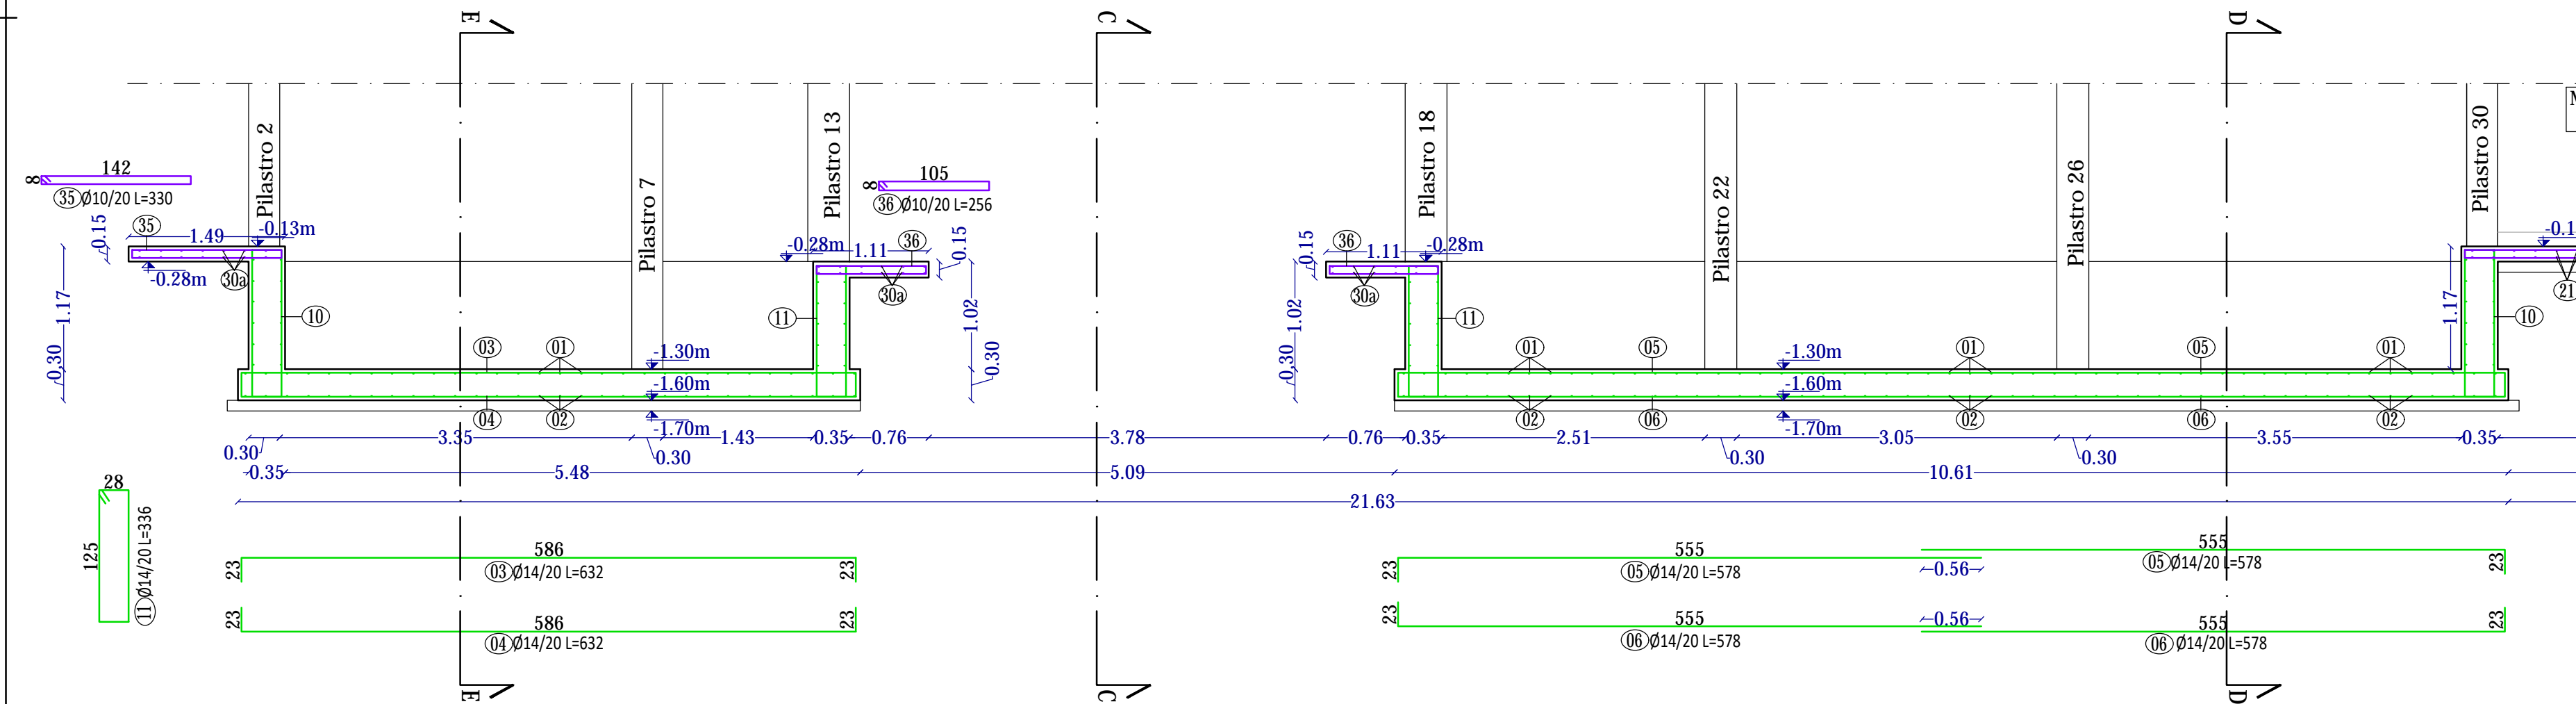 E
C
D
Pilastro 2
Pilastro 7
Pilastro 13
Pilastro 18
Pilastro 22
Pilastro 26
Pilastro 30
142
8
35 Ø10/20 L=330
105
8
36 Ø10/20 L=256
0.15
35
1.49
-0.13m
-0.28m
30a
1.17
0,30
10
-0.28m
1.11
36
0.15
30a
11
1.02
0.30
03
01
-1.30m
-1.60m
04
02
-1.70m
0.15
36
1.11
-0.28m
30a
1.02
0,30
11
01
05
-1.30m
01
05
01
-1.60m
02
06
-1.70m
02
06
02
1.17
10
21
0.30
3.35
0.30
1.43
0.35
0.76
3.78
0.76
0.35
2.51
0.30
3.05
0.30
3.55
0.35
0.35
5.48
5.09
10.61
21.63
28
125
11 Ø14/20 L=336
586
23
03 Ø14/20 L=632
23
586
23
04 Ø14/20 L=632
23
555
23
05 Ø14/20 L=578
0.56
555
05 Ø14/20 L=578
23
555
23
06 Ø14/20 L=578
0.56
555
06 Ø14/20 L=578
23
E
C
D